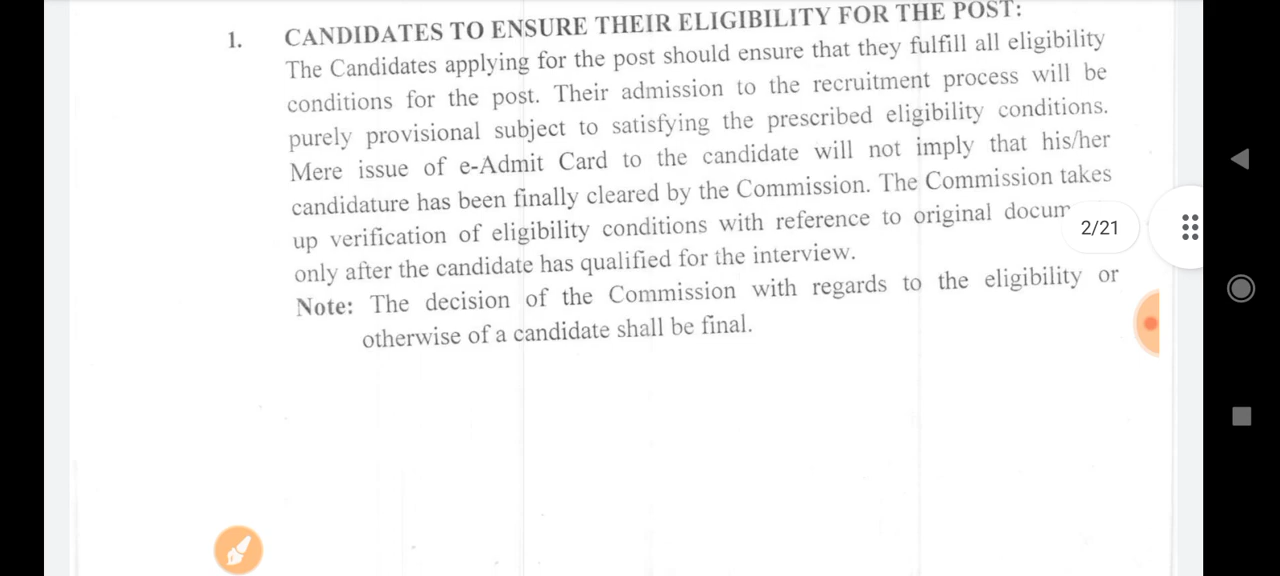 1. CANDIDATES TO ENSURE THEIR ELIGIBILITY FOR THE POST:
The Candidates applying for the post should ensure that they fulfill all eligibility
conditions for the post. Their admission to the recruitment process will be
purely provisional subject to satisfying the prescribed eligibility conditions.
Mere issue of e-Admit Card to the candidate will not imply that his/her
candidature has been finally cleared by the Commission. The Commission takes
up verification of eligibility conditions with reference to original docum
2/21
only after the candidate has qualified for the interview.
Note: The decision of the Commission with regards to the eligibility or
otherwise of a candidate shall be final.